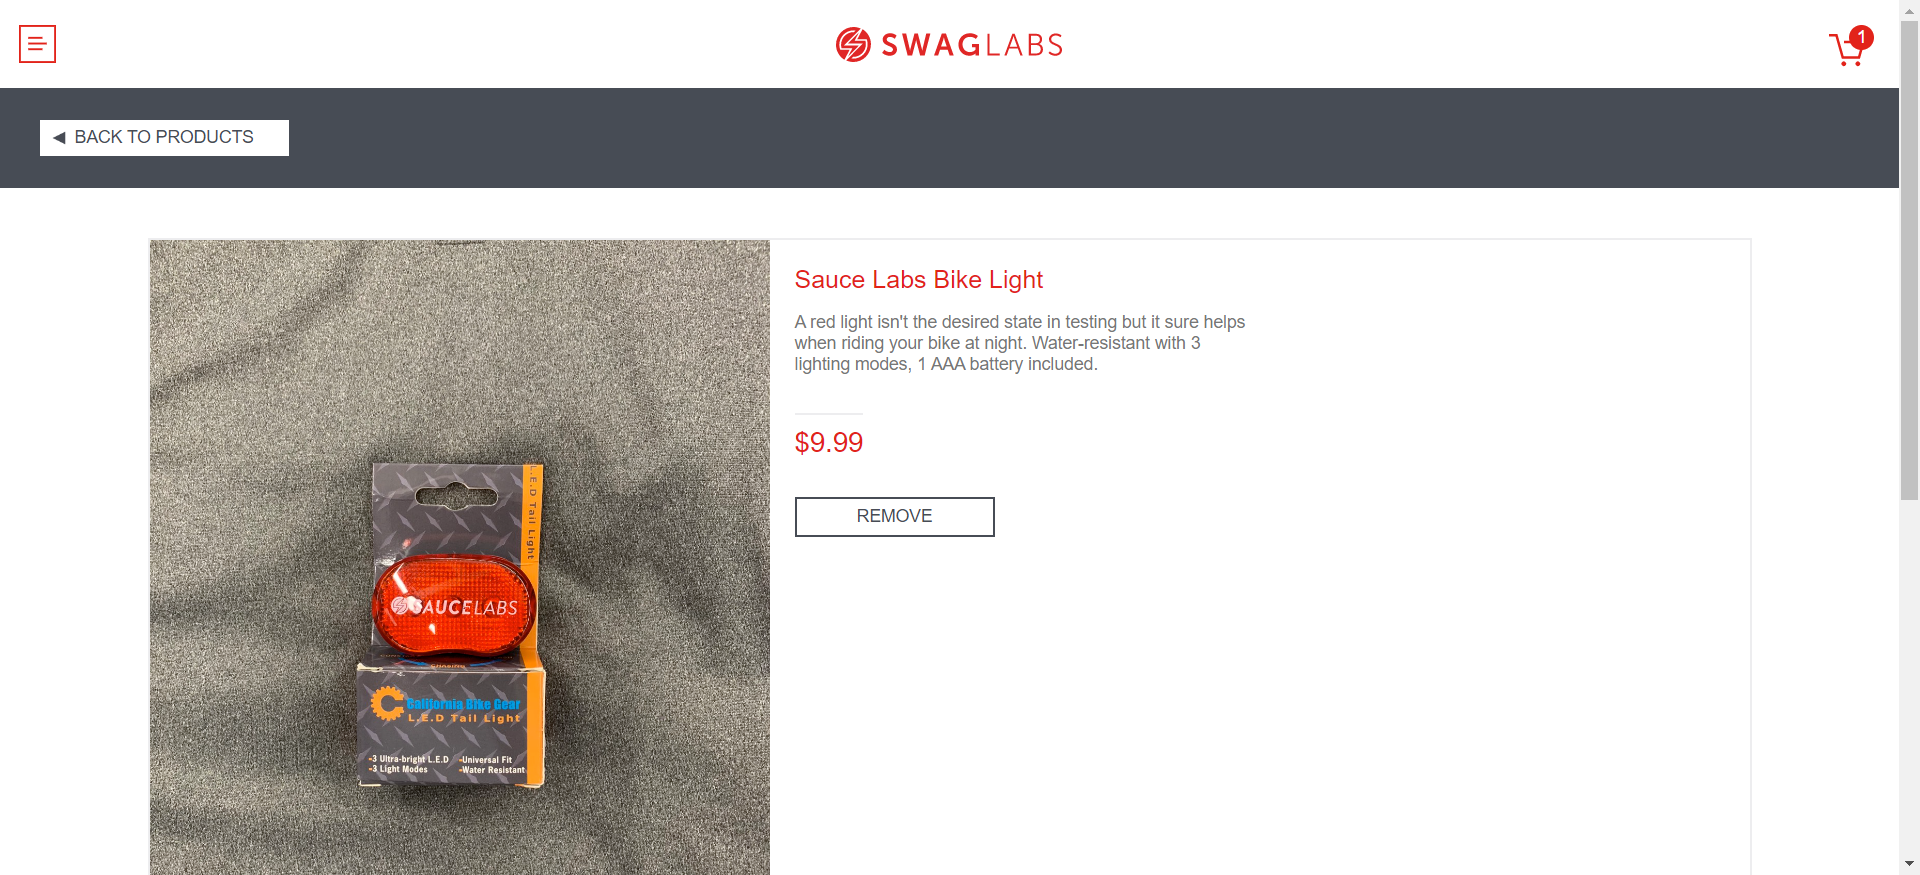 SWAGLABS
1
BACK TO PRODUCTS
Sauce Labs Bike Light
A red light isn't the desired state in testing but it sure helps
when riding your bike at night. Water-resistant with 3
lighting modes, 1 AAA battery included.
$9.99
REMOVE
L.E.D Tail Light
SAUCELABS
California Bike Gear
L.E.D Tail Light
-3 Ultra-bright L.E.D -Universal Fit
-3 Light Modes -Water Resistant